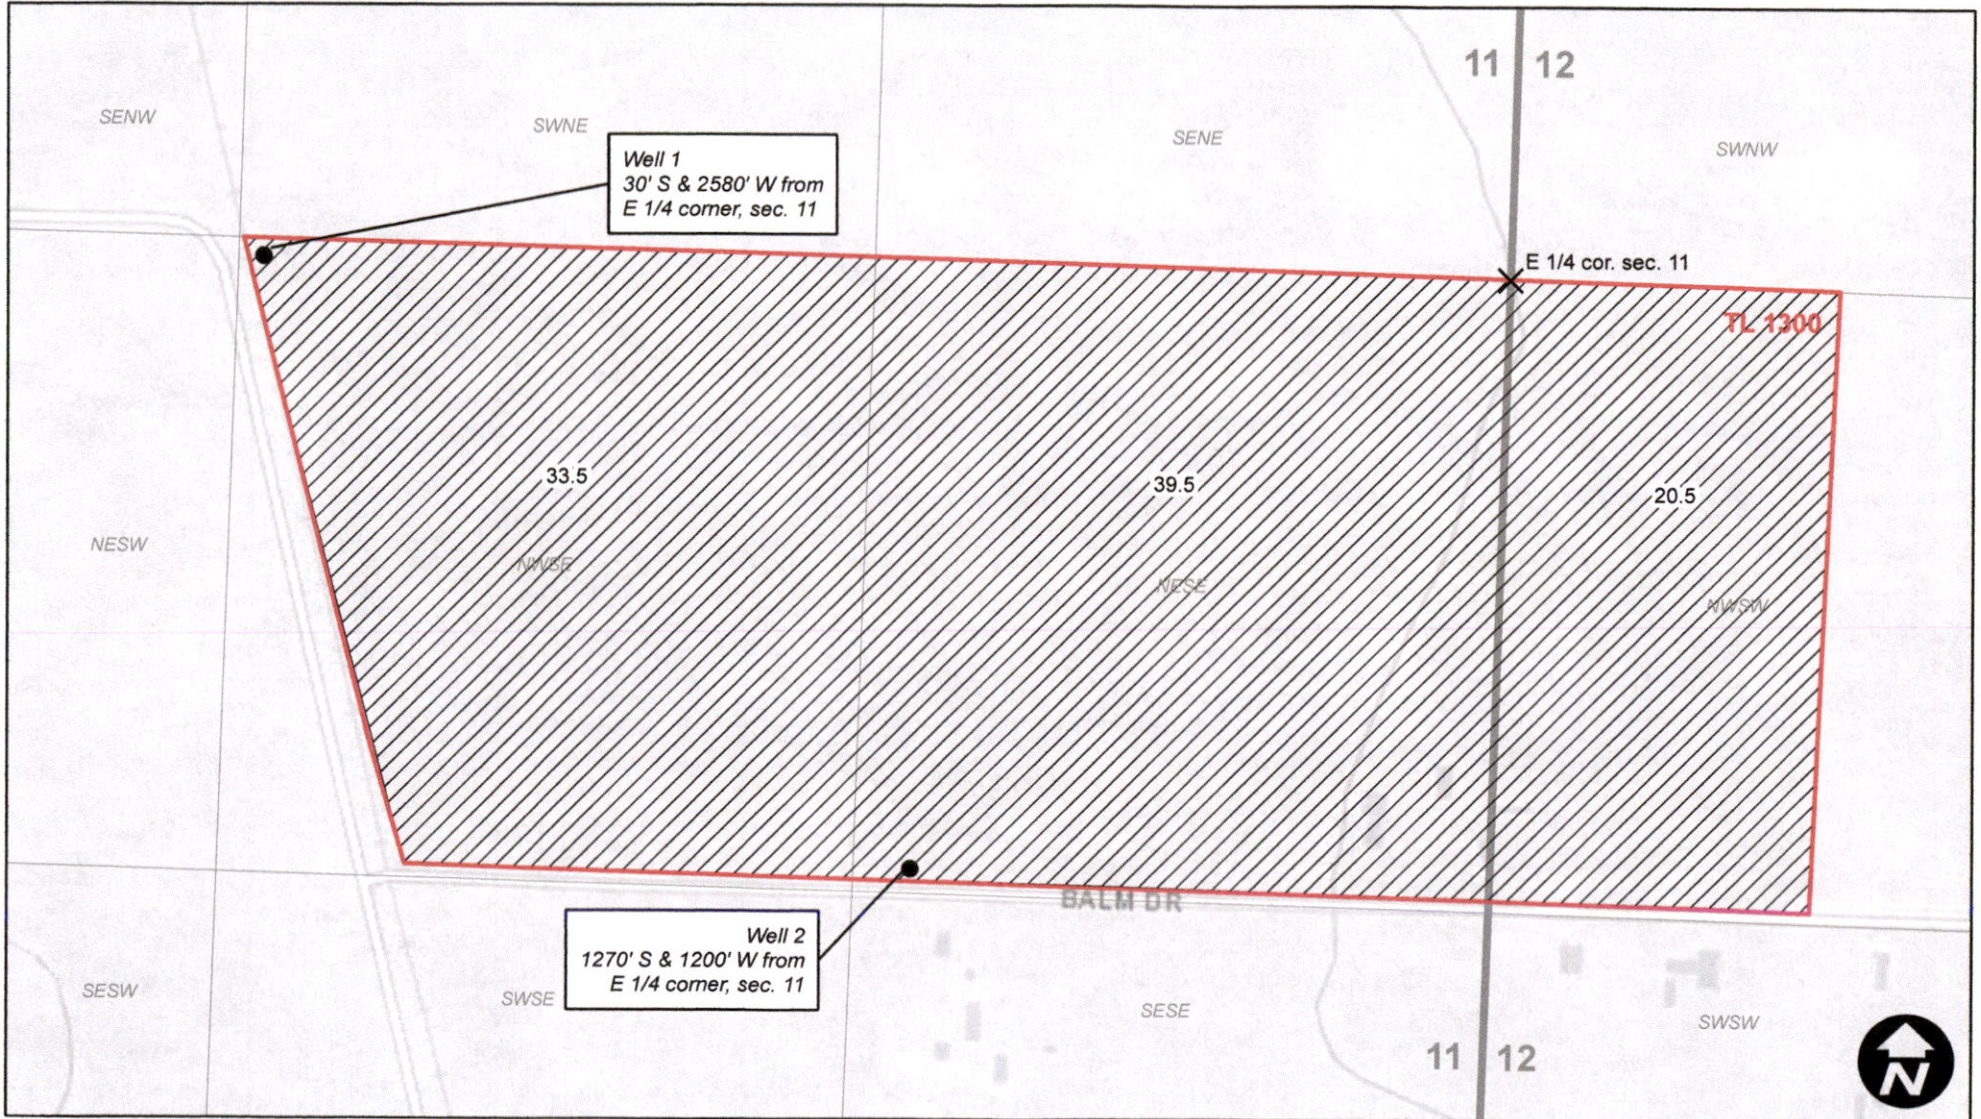 11 12
SENW
SWNE
SENE
SWNW
Well 1
30' S & 2580' W from
E 1/4 corner, sec. 11
E 1/4 cor. sec. 11
TL 1300
33.5
39.5
20.5
NESW
NWSE
NESE
NWSW
BALM DR
Well 2
1270' S & 1200' W from
E 1/4 corner, sec. 11
SESW
SWSE
SESE
SWSW
11 12
N